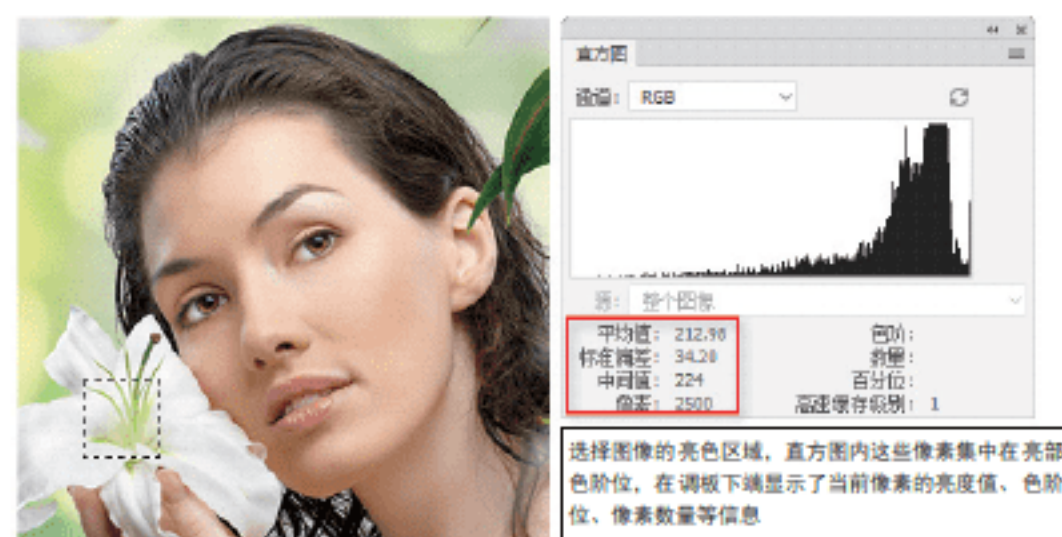 直方图
通道： RGB
源： 整个图像
平均值： 212.98 色阶：
标准偏差： 34.20 数量：
中间值： 224 百分位：
像素： 2500 高速缓存级别： 1
选择图像的亮色区域，直方图内这些像素集中在亮部
色阶位，在调板下端显示了当前像素的亮度值、色阶
位、像素数量等信息